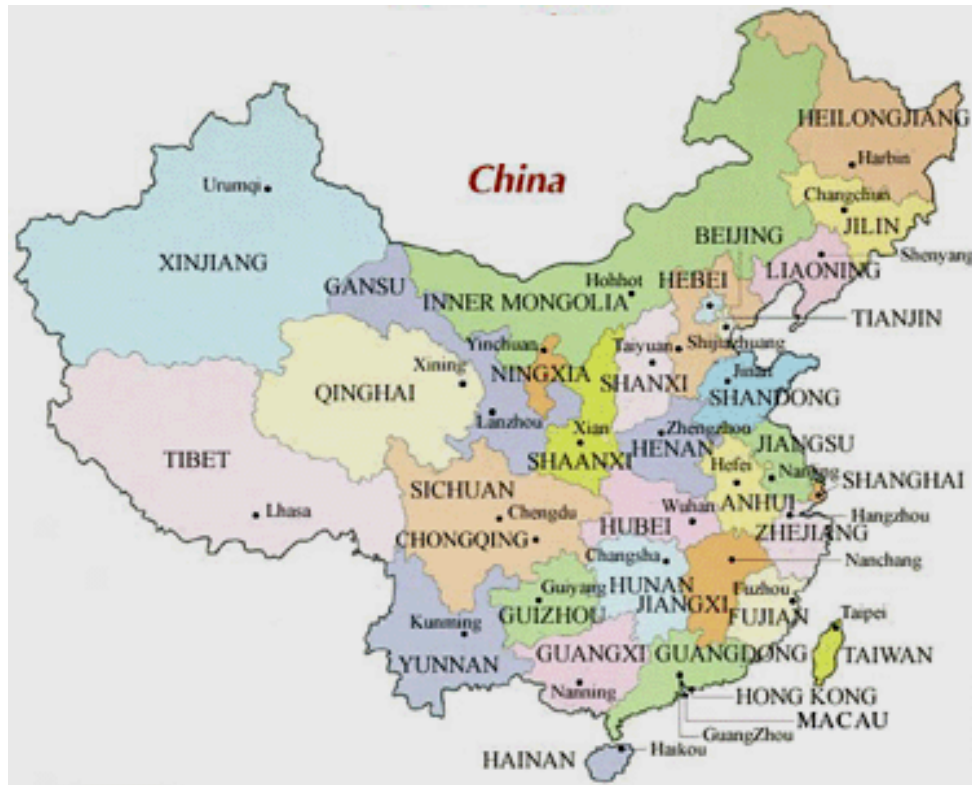 HEILONGJIANG
Harbin
China
Urumqi
Changchun
JILIN
BEIJING
Shenyang
XINJIANG
LIAONING
GANSU
Hohhot
HEBEI
INNER MONGOLIA
TIANJIN
Yinchuan
Taiyuan
Shijiazhuang
Xining
NINGXIA
SHANXI
Jinan
QINGHAI
SHANDONG
Lanzhou
Xian
Zhengzhou
HENAN
JIANGSU
TIBET
SHAANXI
Hefei
Nanjing
SICHUAN
SHANGHAI
ANHUI
Lhasa
Chengdu
Wuhan
Hangzhou
HUBEI
ZHEJIANG
CHONGQING
Changsha
Nanchang
Guiyang
HUNAN
Fuzhou
JIANGXI
GUIZHOU
FUJIAN
Taipei
Kunming
GUANGXI
GUANGDONG
TAIWAN
YUNNAN
Nanning
HONG KONG
MACAU
GuangZhou
Haikou
HAINAN